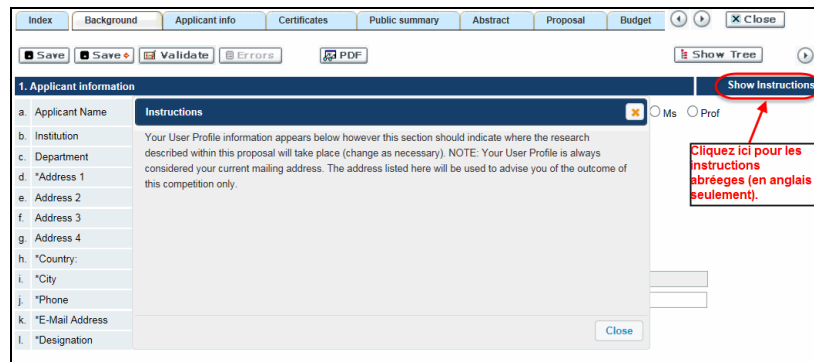 Index Background Applicant info Certificates Public summary Abstract Proposal Budget Close
Save Save Validate Errors PDF Show Tree
1. Applicant information Show Instructions
a. Applicant Name
Ms Prof
b. Institution
c. Department
d. *Address 1
e. Address 2
f. Address 3
g. Address 4
h. *Country:
i. *City
j. *Phone
k. *E-Mail Address
l. *Designation
Instructions
Your User Profile information appears below however this section should indicate where the research
described within this proposal will take place (change as necessary). NOTE: Your User Profile is always
considered your current mailing address. The address listed here will be used to advise you of the outcome of
this competition only.
Close
Cliquez ici pour les
instructions
abréeges (en anglais
seulement).